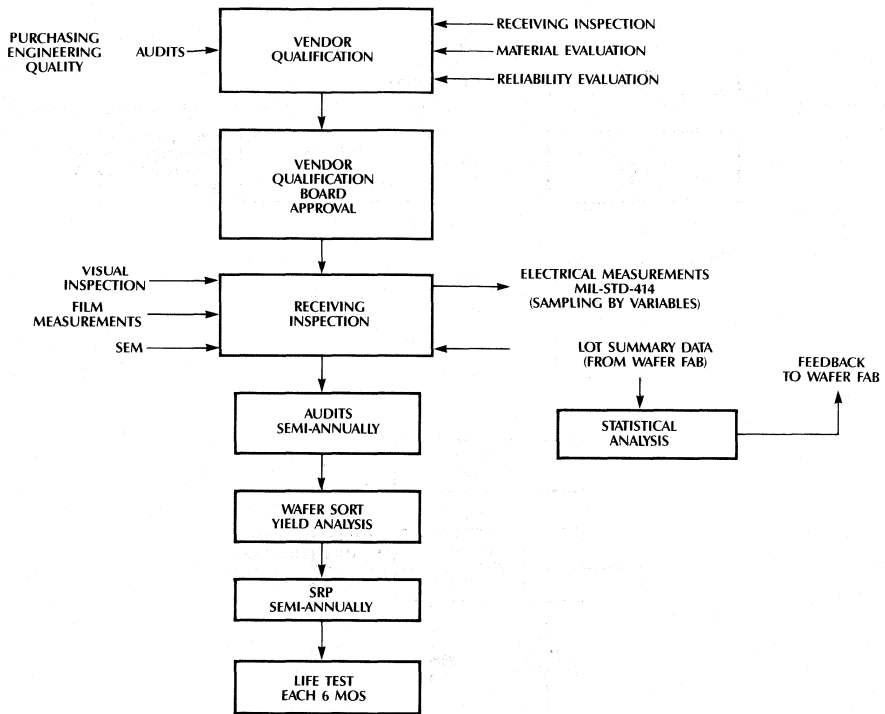 PURCHASING
ENGINEERING
QUALITY
AUDITS
VENDOR
QUALIFICATION
RECEIVING INSPECTION
MATERIAL EVALUATION
RELIABILITY EVALUATION
VENDOR
QUALIFICATION
BOARD
APPROVAL
VISUAL
INSPECTION
FILM
MEASUREMENTS
SEM
RECEIVING
INSPECTION
ELECTRICAL MEASUREMENTS
MIL-STD-414
(SAMPLING BY VARIABLES)
LOT SUMMARY DATA
(FROM WAFER FAB)
FEEDBACK
TO WAFER FAB
STATISTICAL
ANALYSIS
AUDITS
SEMI-ANNUALLY
WAFER SORT
YIELD ANALYSIS
SRP
SEMI-ANNUALLY
LIFE TEST
EACH 6 MOS